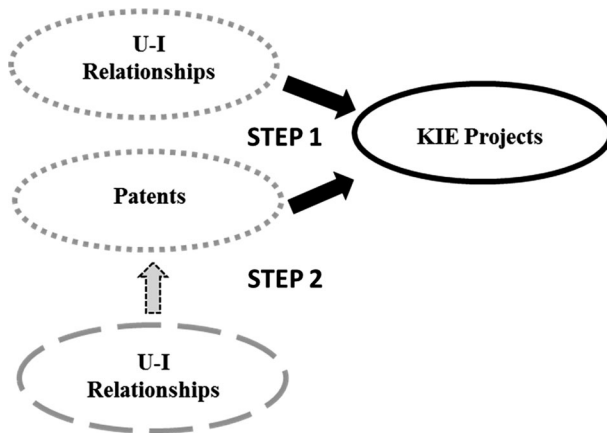 U-I
Relationships
STEP 1
KIE Projects
Patents
STEP 2
U-I
Relationships